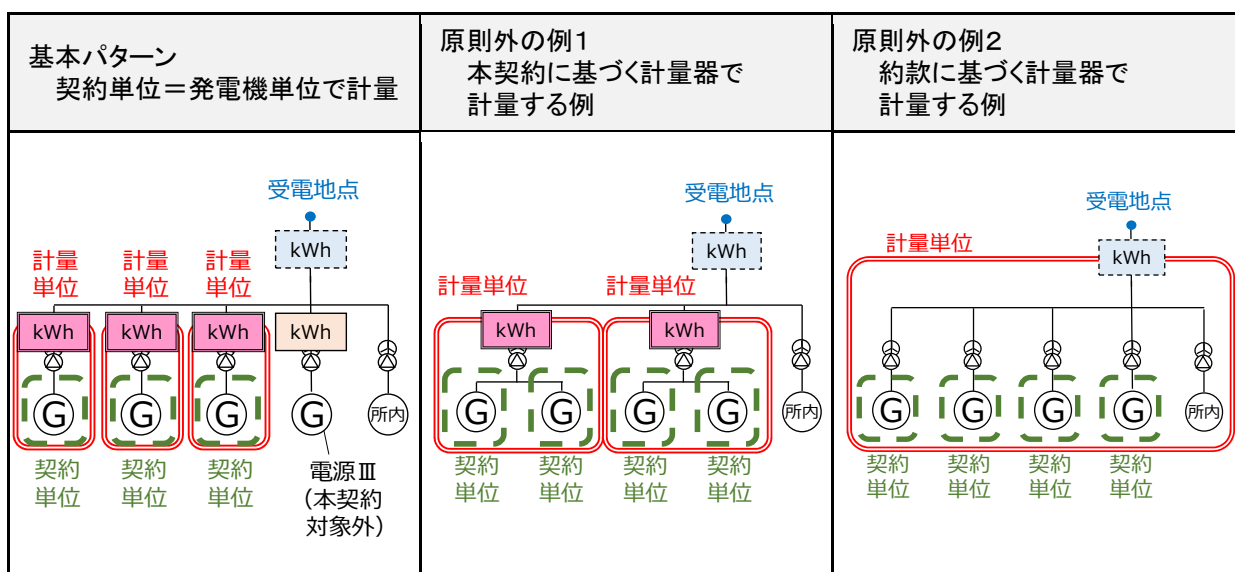 基本パターン
契約単位＝発電機単位で計量
原則外の例１
本契約に基づく計量器で
計量する例
原則外の例２
約款に基づく計量器で
計量する例
受電地点
kWh
計量
単位
計量
単位
計量
単位
kWh
kWh
kWh
kWh
G
G
G
G
所内
契約
単位
契約
単位
契約
単位
電源Ⅲ
(本契約
対象外)
受電地点
kWh
計量単位
計量単位
kWh
kWh
G
G
G
G
所内
契約
単位
契約
単位
契約
単位
契約
単位
受電地点
計量単位
kWh
G
G
G
G
所内
契約
単位
契約
単位
契約
単位
契約
単位